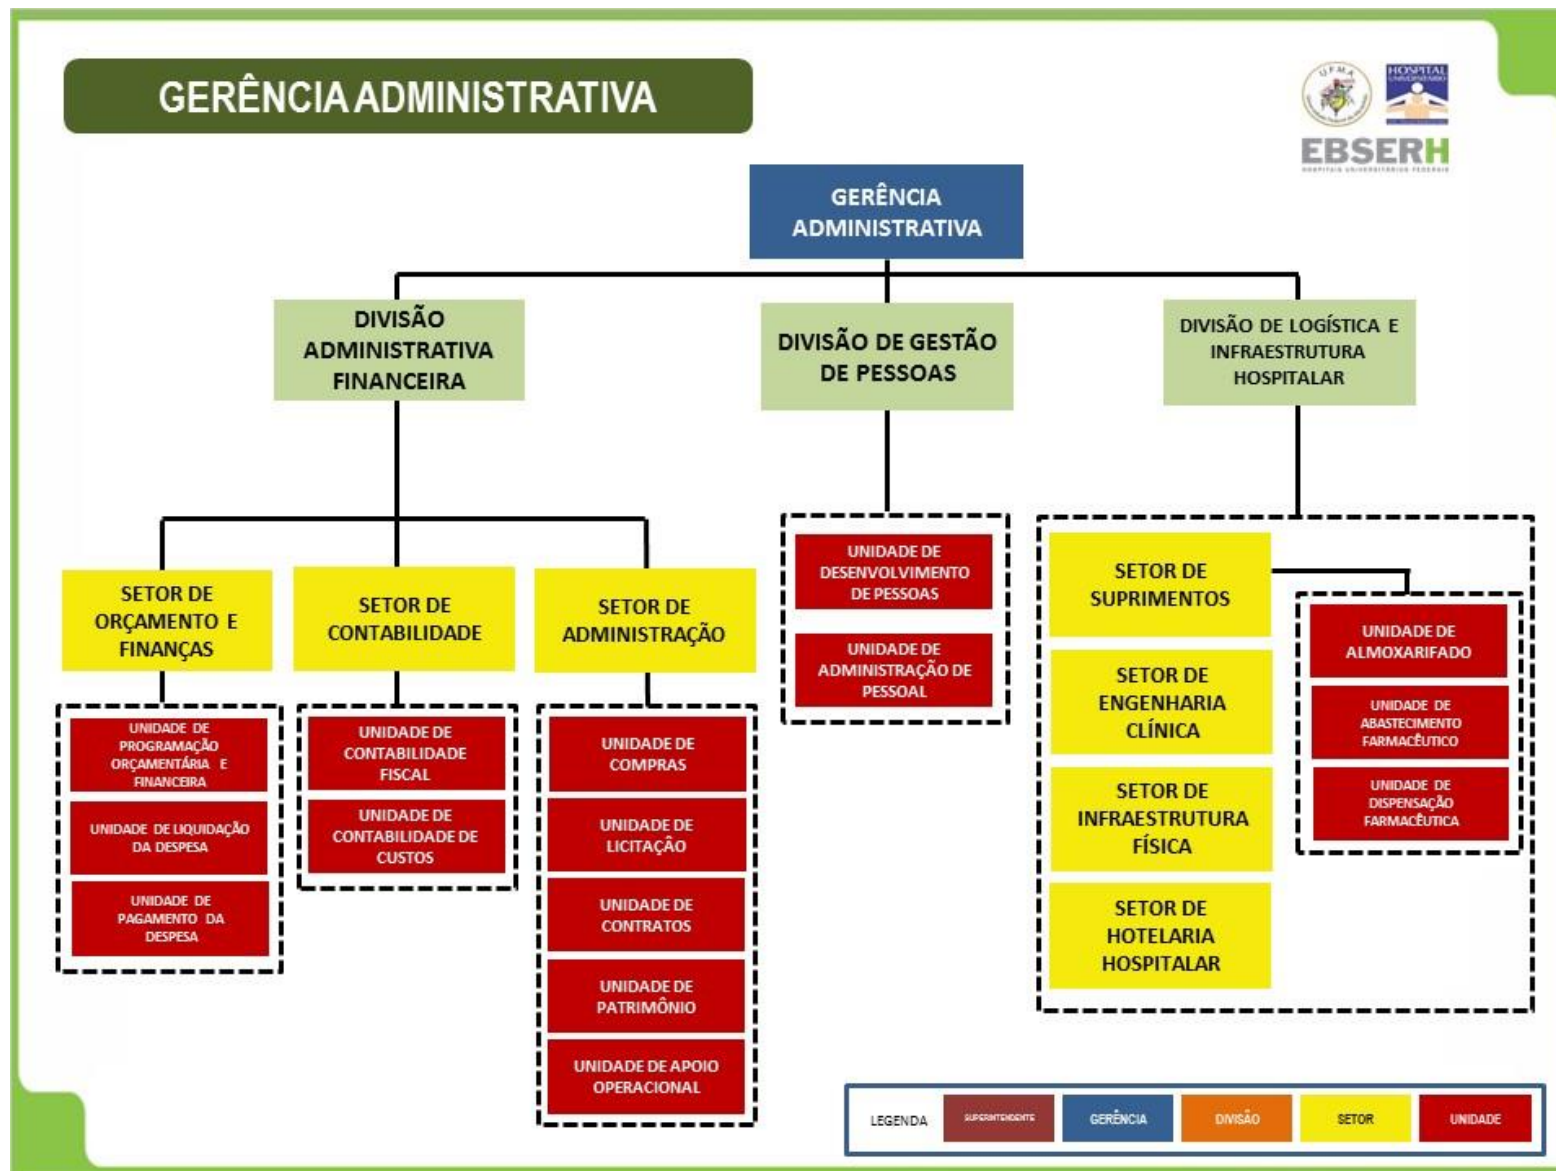 GERÊNCIA ADMINISTRATIVA
U F M A
HOSPITAL
UNIVERSITÁRIO
EBSERH
HOSPITAIS UNIVERSITÁRIOS FEDERAIS
GERÊNCIA
ADMINISTRATIVA
DIVISÃO
ADMINISTRATIVA
FINANCEIRA
DIVISÃO DE GESTÃO
DE PESSOAS
DIVISÃO DE LOGÍSTICA E
INFRAESTRUTURA
HOSPITALAR
SETOR DE
ORÇAMENTO E
FINANÇAS
SETOR DE
CONTABILIDADE
SETOR DE
ADMINISTRAÇÃO
UNIDADE DE
PROGRAMAÇÃO
ORÇAMENTÁRIA E
FINANCEIRA
UNIDADE DE LIQUIDAÇÃO
DA DESPESA
UNIDADE DE
PAGAMENTO DA
DESPESA
UNIDADE DE
CONTABILIDADE
FISCAL
UNIDADE DE
CONTABILIDADE DE
CUSTOS
UNIDADE DE
COMPRAS
UNIDADE DE
LICITAÇÃO
UNIDADE DE
CONTRATOS
UNIDADE DE
PATRIMÔNIO
UNIDADE DE APOIO
OPERACIONAL
UNIDADE DE
DESENVOLVIMENTO
DE PESSOAS
UNIDADE DE
ADMINISTRAÇÃO DE
PESSOAL
SETOR DE
SUPRIMENTOS
SETOR DE
ENGENHARIA
CLÍNICA
SETOR DE
INFRAESTRUTURA
FÍSICA
SETOR DE
HOTELARIA
HOSPITALAR
UNIDADE DE
ALMOXARIFADO
UNIDADE DE
ABASTECIMENTO
FARMACÊUTICO
UNIDADE DE
DISPENSAÇÃO
FARMACÊUTICA
LEGENDA
SUPERINTENDENTE
GERÊNCIA
DIVISÃO
SETOR
UNIDADE